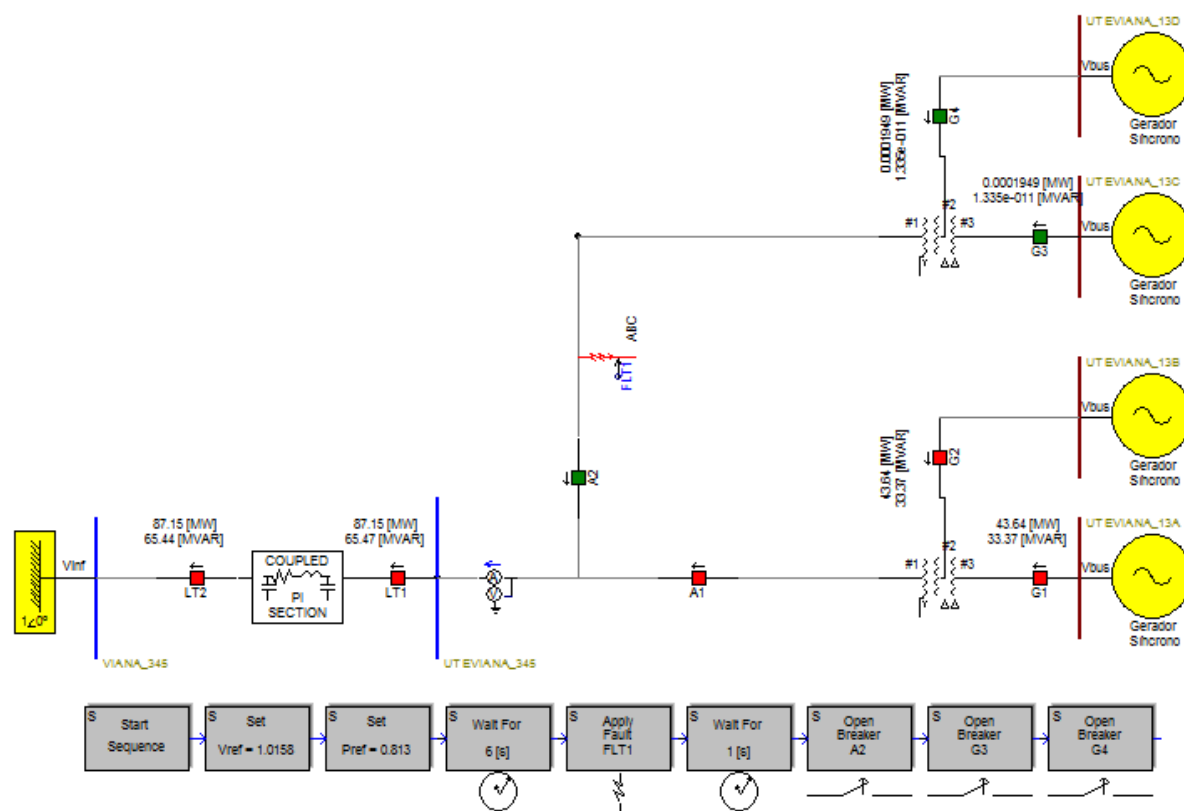 UTEVIANA_13D
Vbus
G4
0.0001949 [MW]
1.335e-011 [MVAR]
Gerador
Síncrono
0.0001949 [MW]
1.335e-011 [MVAR]
UTEVIANA_13C
#1
#2
#3
Vbus
G3
Gerador
Síncrono
ABC
FLT1
UTEVIANA_13B
Vbus
G2
43.64 [MW]
33.37 [MVAR]
Gerador
Síncrono
A2
87.15 [MW]
65.44 [MVAR]
87.15 [MW]
65.47 [MVAR]
43.64 [MW]
33.37 [MVAR]
UTEVIANA_13A
COUPLED
PI
SECTION
Vinf
1∠0º
LT2
LT1
A
V
A1
#1
#2
#3
G1
Vbus
Gerador
Síncrono
VIANA_345
UTEVIANA_345
S
Start
Sequence
S
Set
Vref = 1.0158
S
Set
Pref = 0.813
S
Wait For
6 [s]
S
Apply
Fault
FLT1
S
Wait For
1 [s]
S
Open
Breaker
A2
S
Open
Breaker
G3
S
Open
Breaker
G4